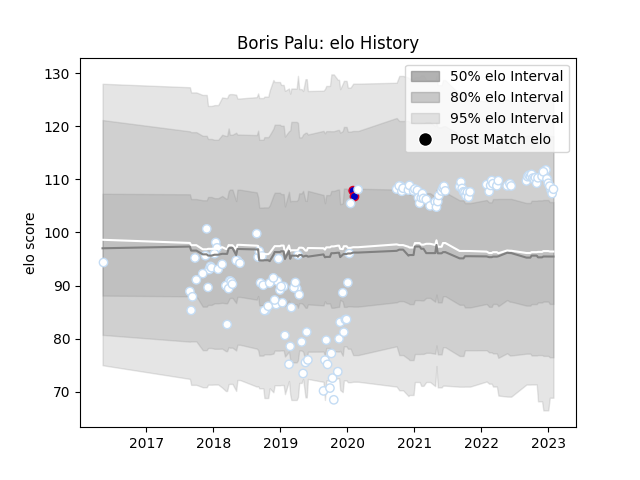 Boris Palu: elo History
50% elo Interval
80% elo Interval
95% elo Interval
Post Match elo
elo score
130
120
110
100
90
80
70
2017
2018
2019
2020
2021
2022
2023